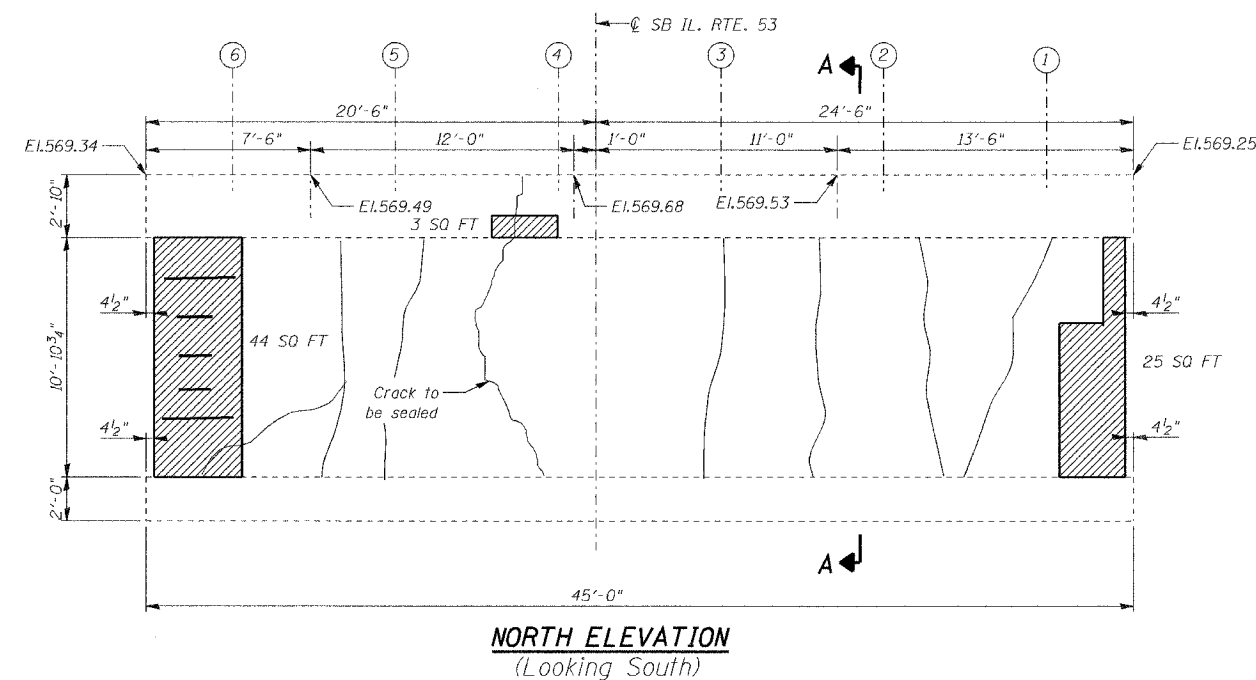 ℄ SB IL. RTE. 53
6
5
4
3
A
2
1
20'-6"
24'-6"
7'-6"
12'-0"
1'-0"
11'-0"
13'-6"
El.569.34
El.569.25
2'-10"
El.569.49
El.569.68
El.569.53
3 SQ FT
4½"
4½"
44 SQ FT
10'-10¾"
25 SQ FT
Crack to
be sealed
4½"
4½"
2'-0"
A
45'-0"
NORTH ELEVATION
(Looking South)